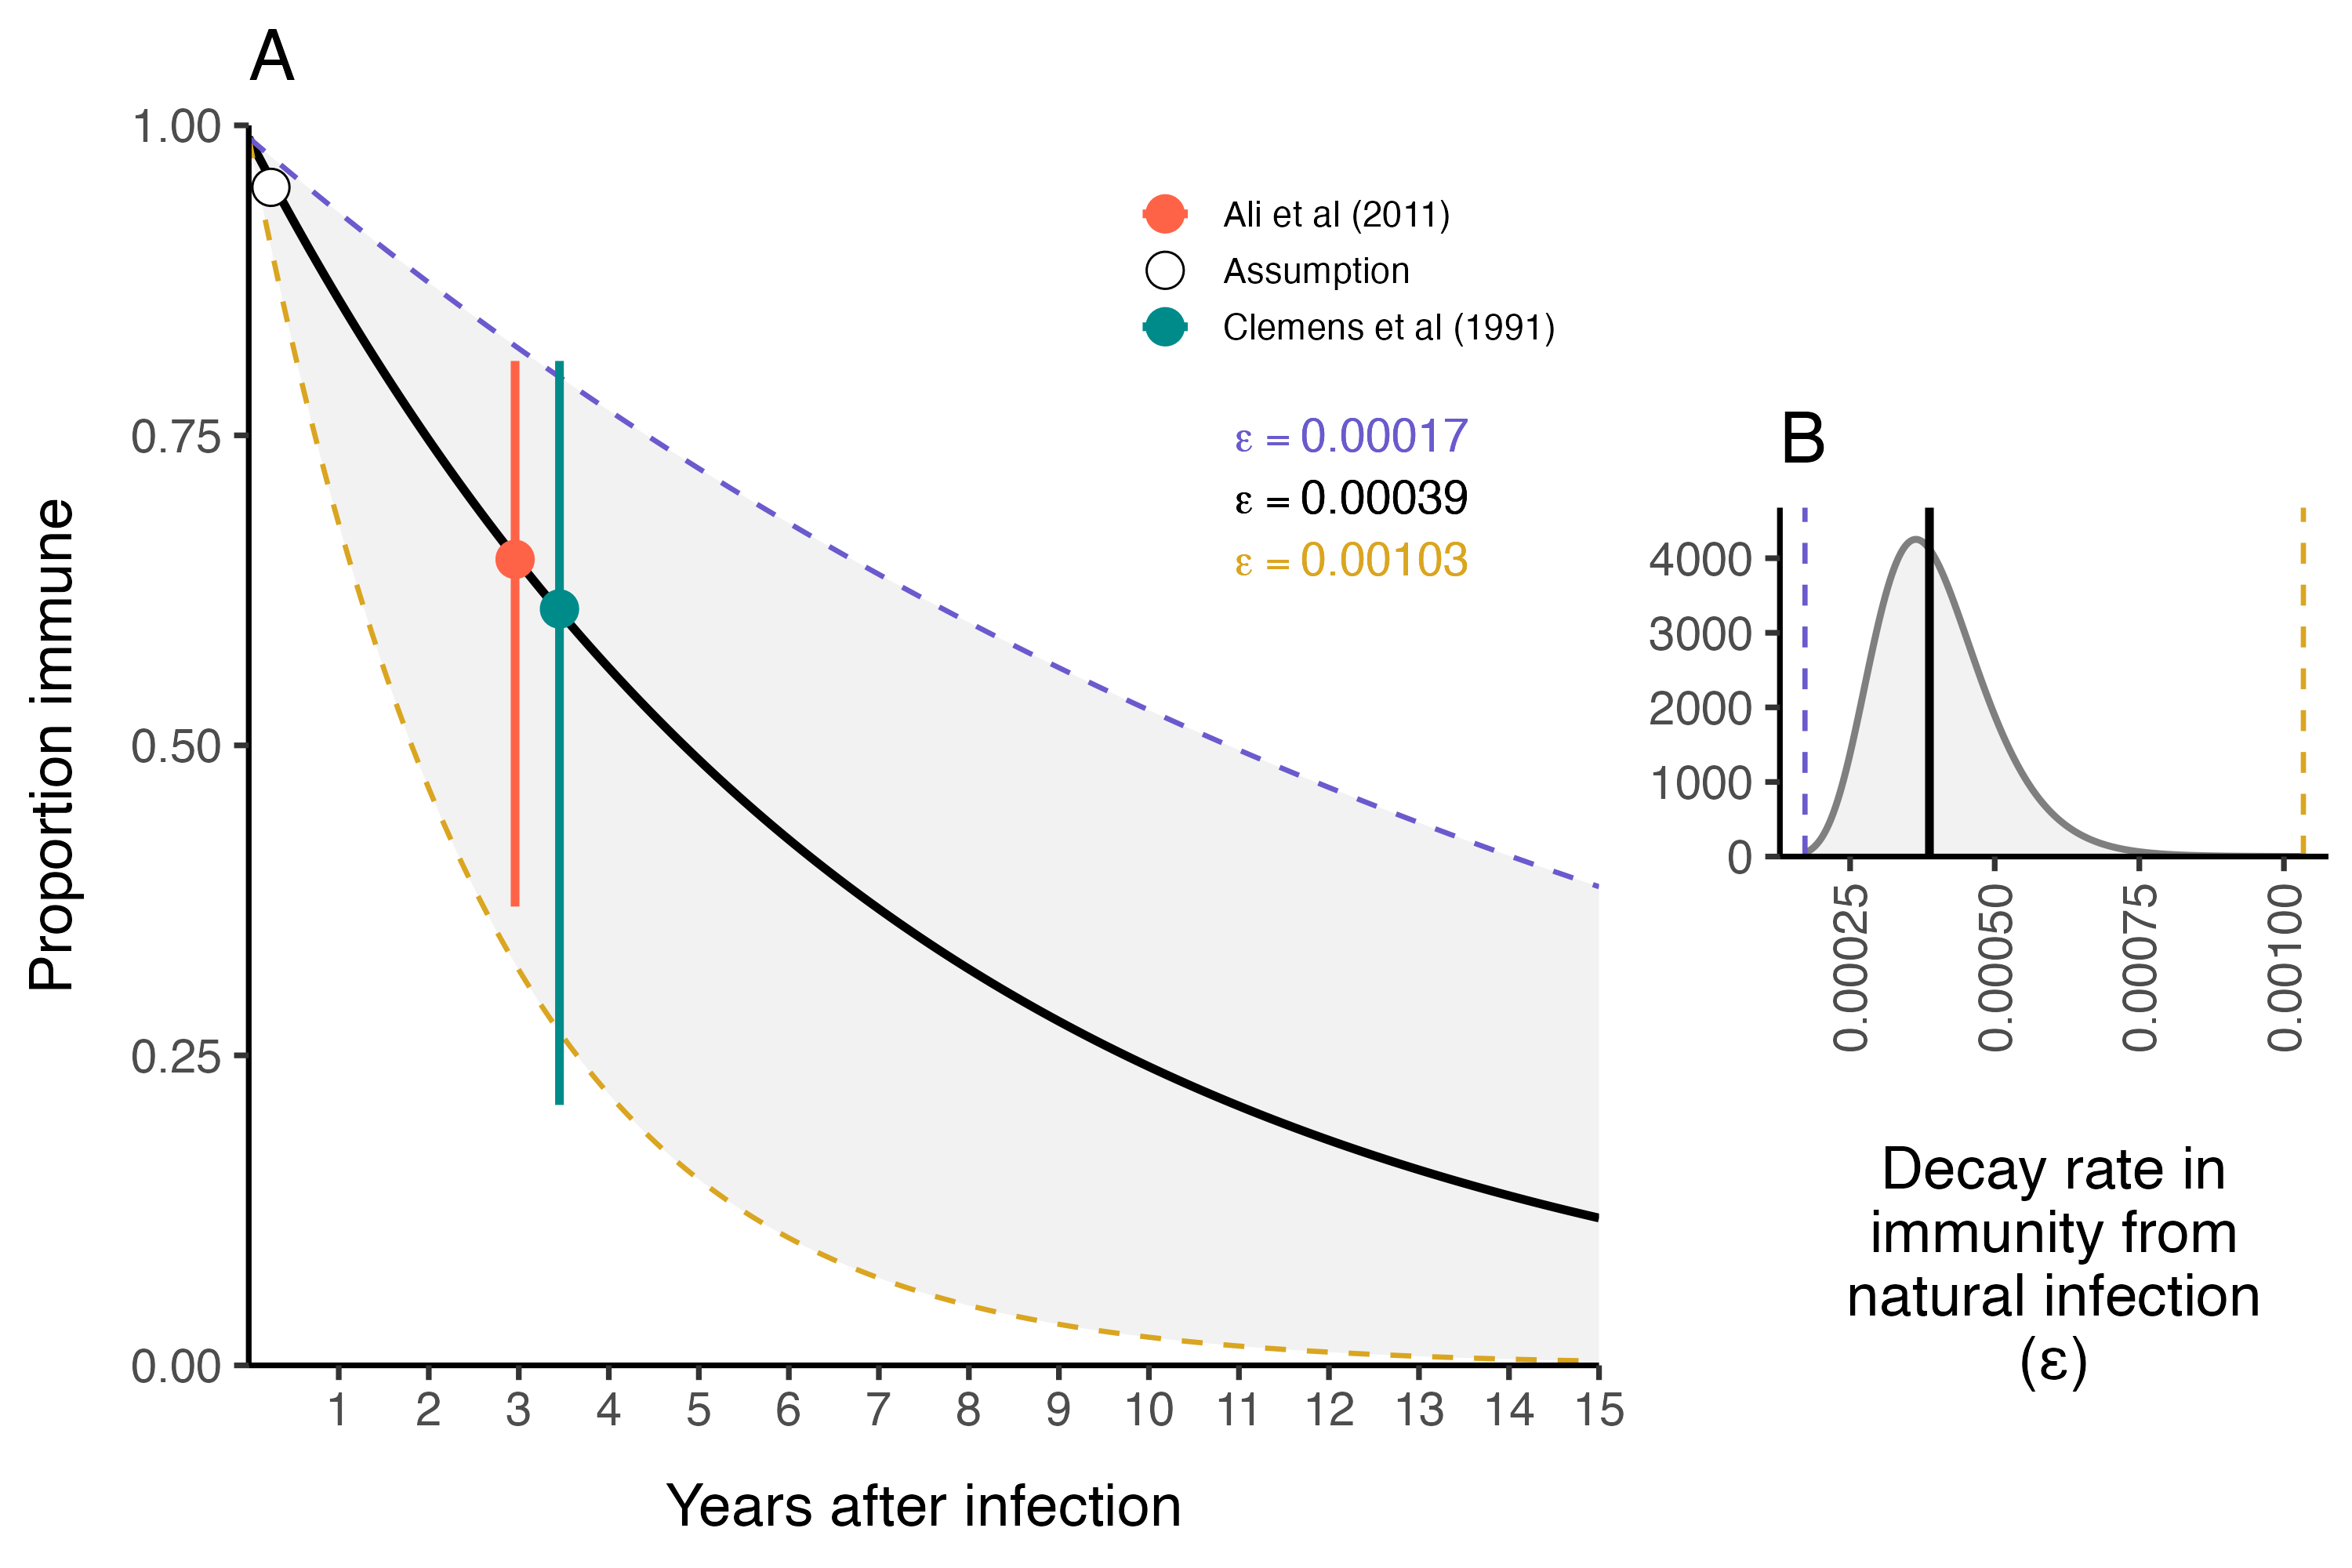 A
1.00
0.75
0.50
0.25
0.00
Proportion immune
1 2 3 4 5 6 7 8 9 10 11 12 13 14 15
Years after infection
Ali et al (2011)
Assumption
Clemens et al (1991)
ε = 0.00017
ε = 0.00039
ε = 0.00103
B
4000
3000
2000
1000
0
0.00025 0.00050 0.00075 0.00100
Decay rate in
immunity from
natural infection
(ε)